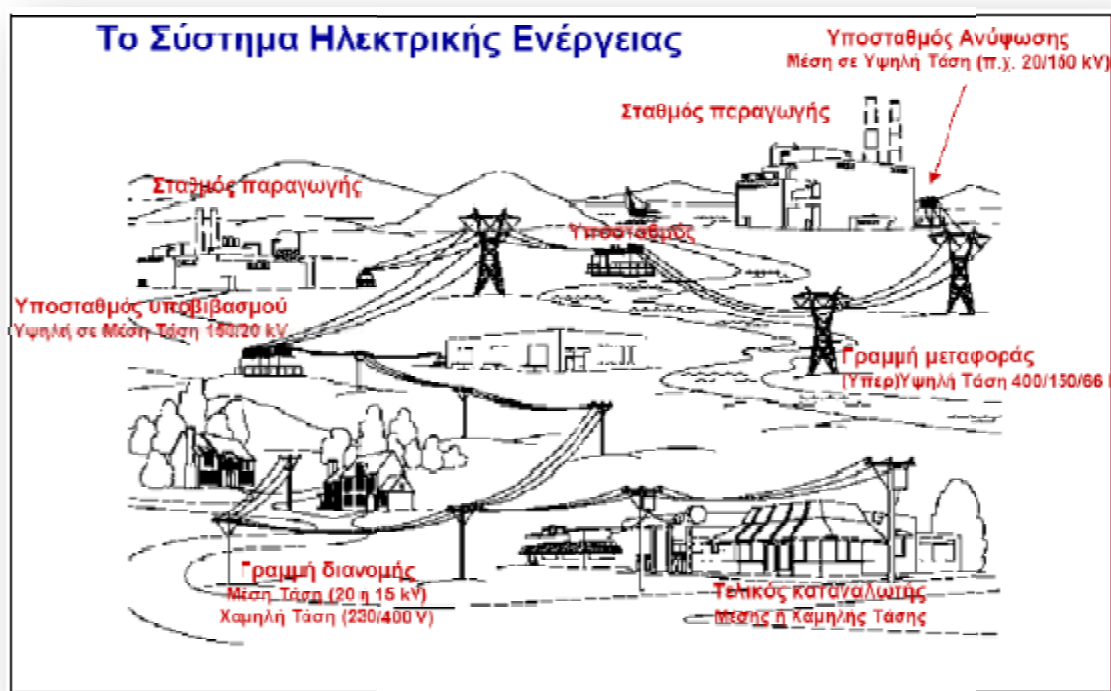 Το Σύστημα Ηλεκτρικής Ενέργειας
Υποσταθμός Ανύψωσης
Μέση σε Υψηλή Τάση (π.χ. 20/150 kV)
Σταθμός παραγωγής
Σταθμός παραγωγής
Υποσταθμός
Υποσταθμός υποβιβασμού
Υψηλή σε Μέση Τάση 150/20 kV
Γραμμή μεταφοράς
(Υπερ)Υψηλή Τάση 400/150/66
Γραμμή διανομής
Μέση Τάση (20 η 15 kV)
Χαμηλή Τάση (230/400 V)
Τελικός καταναλωτής
Μέσης ή Χαμηλής Τάσης